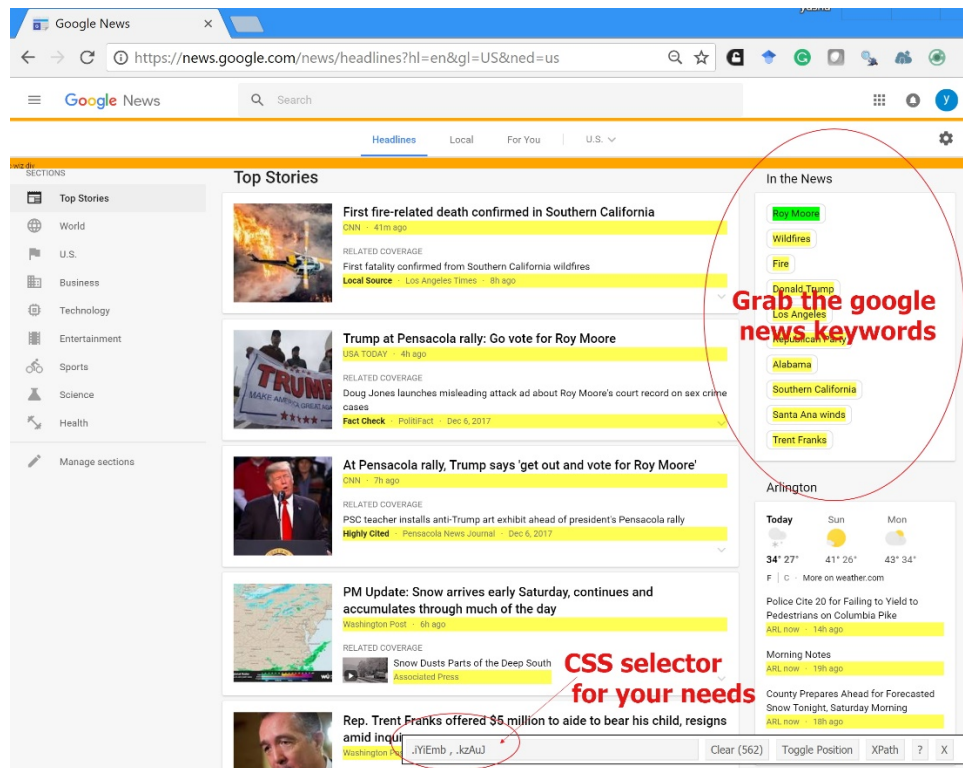 Google News
https://news.google.com/news/headlines?hl=en&gl=US&ned=us
Google News
Search
y
Headlines Local For You U.S.
wiz div
SECTIONS
Top Stories
World
U.S.
Business
Technology
Entertainment
Sports
Science
Health
Manage sections
Top Stories
First fire-related death confirmed in Southern California
CNN · 41m ago
RELATED COVERAGE
First fatality confirmed from Southern California wildfires
Local Source · Los Angeles Times · 8h ago
TRUMP
MAKE AMERICA GREAT
Trump at Pensacola rally: Go vote for Roy Moore
USA TODAY · 4h ago
RELATED COVERAGE
Doug Jones launches misleading attack ad about Roy Moore's court record on sex crime
cases
Fact Check · PolitiFact · Dec 6, 2017
At Pensacola rally, Trump says 'get out and vote for Roy Moore'
CNN · 7h ago
RELATED COVERAGE
PSC teacher installs anti-Trump art exhibit ahead of president's Pensacola rally
Highly Cited · Pensacola News Journal · Dec 6, 2017
PM Update: Snow arrives early Saturday, continues and
accumulates through much of the day
Washington Post · 6h ago
RELATED COVERAGE
Snow Dusts Parts of the Deep South
Associated Press
Rep. Trent Franks offered $5 million to aide to bear his child, resigns
amid
Washington
In the News
Roy Moore
Wildfires
Fire
Donald Trump
Los Angeles
Republican Party
Alabama
Southern California
Santa Ana winds
Trent Franks
Grab the google
news keywords
Arlington
Today Sun Mon
34° 27° 41° 26° 43° 34°
F C · More on weather.com
Police Cite 20 for Failing to Yield to
Pedestrians on Columbia Pike
ARL now · 14h ago
Morning Notes
ARL now · 19h ago
County Prepares Ahead for Forecasted
Snow Tonight, Saturday Morning
ARL now · 18h ago
CSS selector
for your needs
.iYiEmb , .kzAuJ Clear (562) Toggle Position XPath ? X